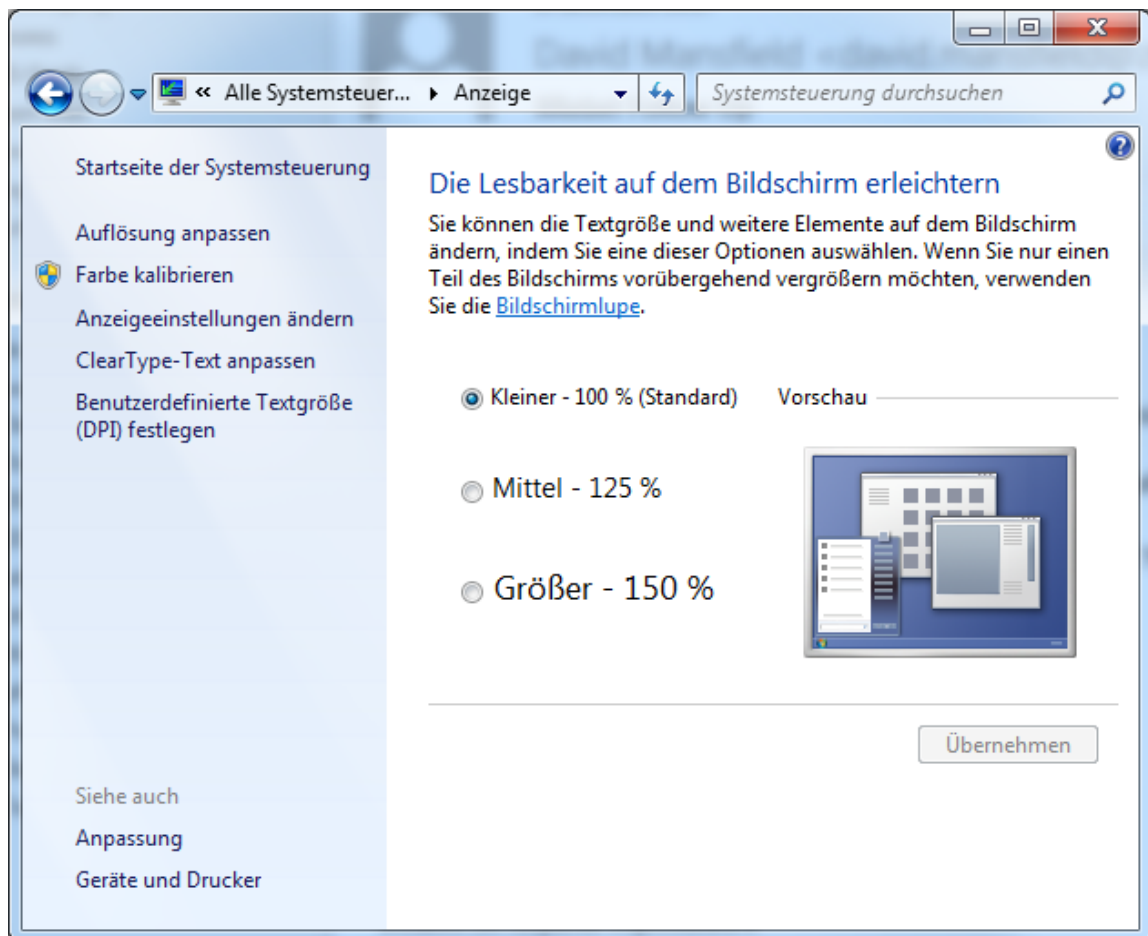 David Mansfield
« Alle Systemsteuer... Anzeige
Systemsteuerung durchsuchen
Startseite der Systemsteuerung
Auflösung anpassen
Farbe kalibrieren
Anzeigeeinstellungen ändern
ClearType-Text anpassen
Benutzerdefinierte Textgröße
(DPI) festlegen
Siehe auch
Anpassung
Geräte und Drucker
Die Lesbarkeit auf dem Bildschirm erleichtern
Sie können die Textgröße und weitere Elemente auf dem Bildschirm
ändern, indem Sie eine dieser Optionen auswählen. Wenn Sie nur einen
Teil des Bildschirms vorübergehend vergrößern möchten, verwenden
Sie die Bildschirmlupe.
Kleiner - 100 % (Standard)
Vorschau
Mittel - 125 %
Größer - 150 %
Übernehmen